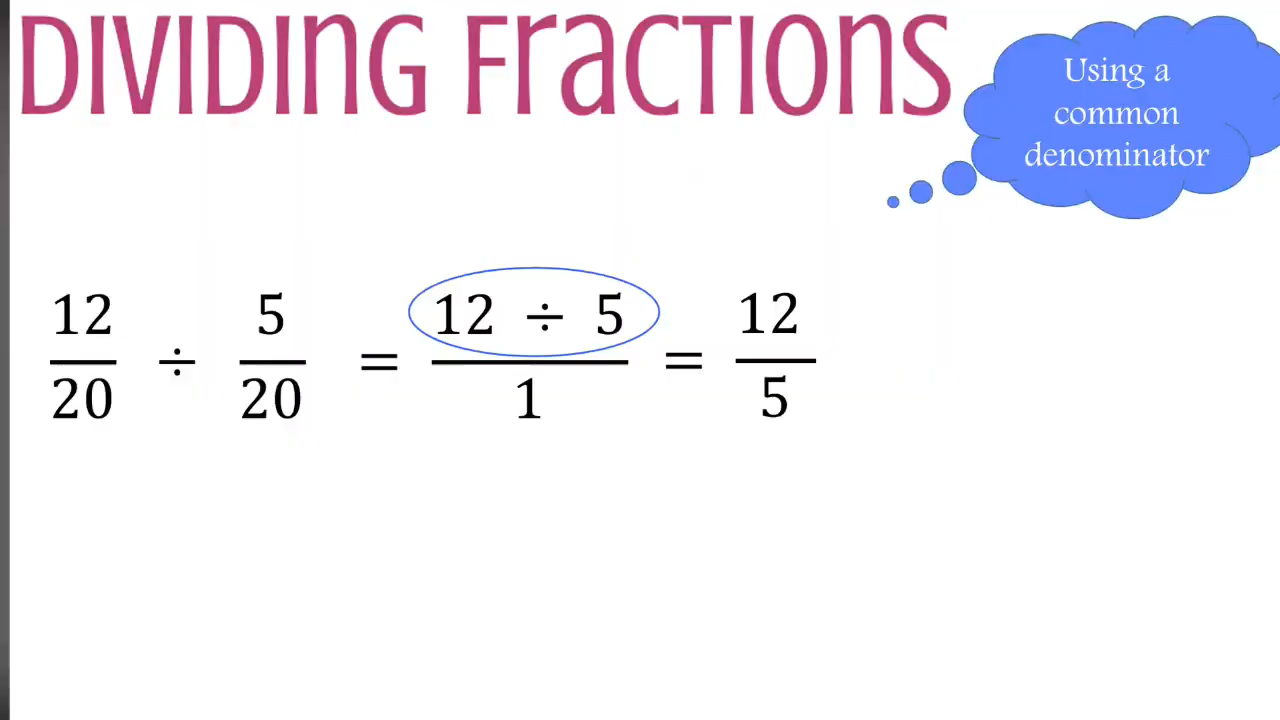 DIVIDING FRACTIONS
Using a
common
denominator
12/20 ÷ 5/20 = 12 ÷ 5/1 = 12/5